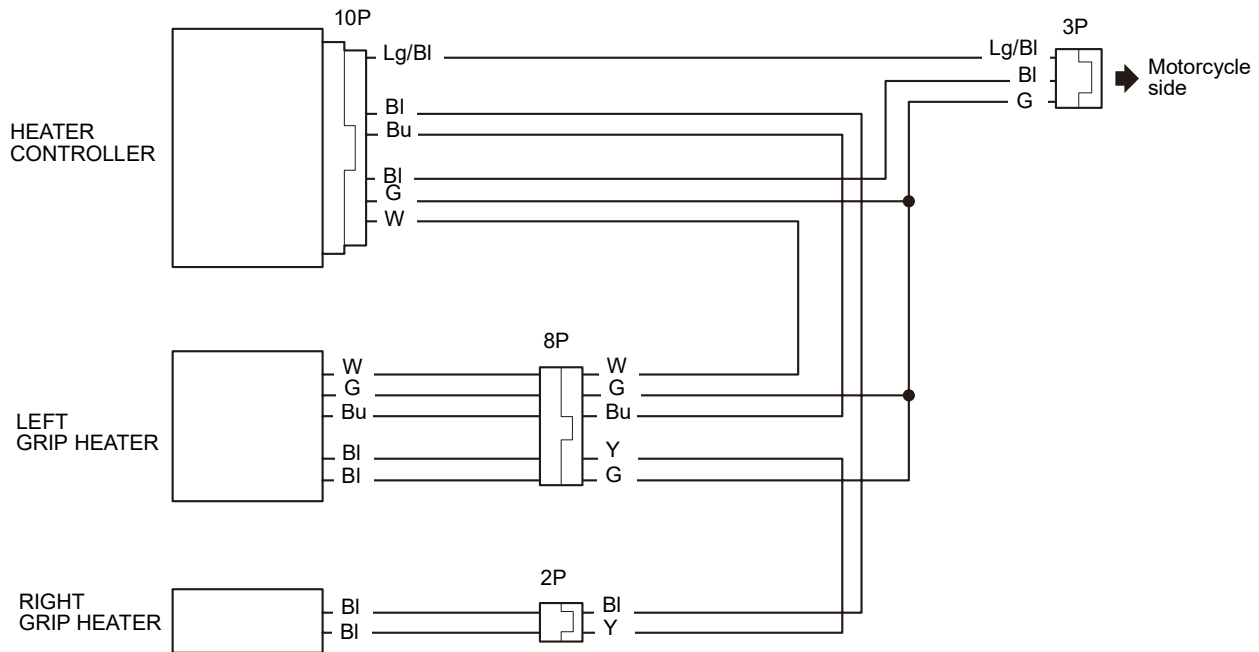 10P
3P
Lg/Bl
Lg/Bl
Bl
G
Motorcycle
side
Bl
Bu
HEATER
CONTROLLER
Bl
G
W
8P
W
G
Bu
Bl
Bl
W
G
Bu
Y
G
LEFT
GRIP HEATER
2P
RIGHT
GRIP HEATER
Bl
Bl
Bl
Y